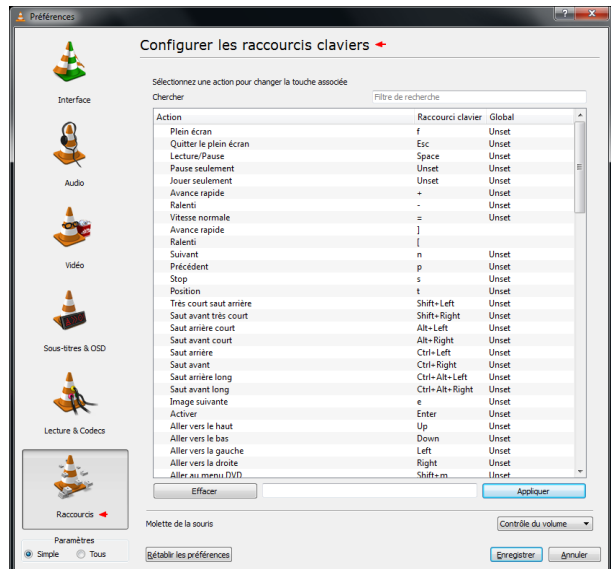 Préférences
Configurer les raccourcis claviers
Sélectionnez une action pour changer la touche associée
Chercher Filtre de recherche
Action Raccourci clavier Global
Plein écran f Unset
Quitter le plein écran Esc Unset
Lecture/Pause Space Unset
Pause seulement Unset Unset
Jouer seulement Unset Unset
Avance rapide + Unset
Ralenti - Unset
Vitesse normale = Unset
Avance rapide ]
Ralenti [
Suivant n Unset
Précédent p Unset
Stop s Unset
Position t Unset
Très court saut arrière Shift+Left Unset
Saut avant très court Shift+Right Unset
Saut arrière court Alt+Left Unset
Saut avant court Alt+Right Unset
Saut arrière Ctrl+Left Unset
Saut avant Ctrl+Right Unset
Saut arrière long Ctrl+Alt+Left Unset
Saut avant long Ctrl+Alt+Right Unset
Image suivante e Unset
Activer Enter Unset
Aller vers le haut Up Unset
Aller vers le bas Down Unset
Aller vers la gauche Left Unset
Aller vers la droite Right Unset
Aller au menu DVD Shift+m Unset
Effacer Appliquer
Molette de la souris Contrôle du volume
Rétablir les préférences Enregistrer Annuler
Interface
Audio
Vidéo
Sous-titres & OSD
Lecture & Codecs
Raccourcis
Paramètres
Simple Tous